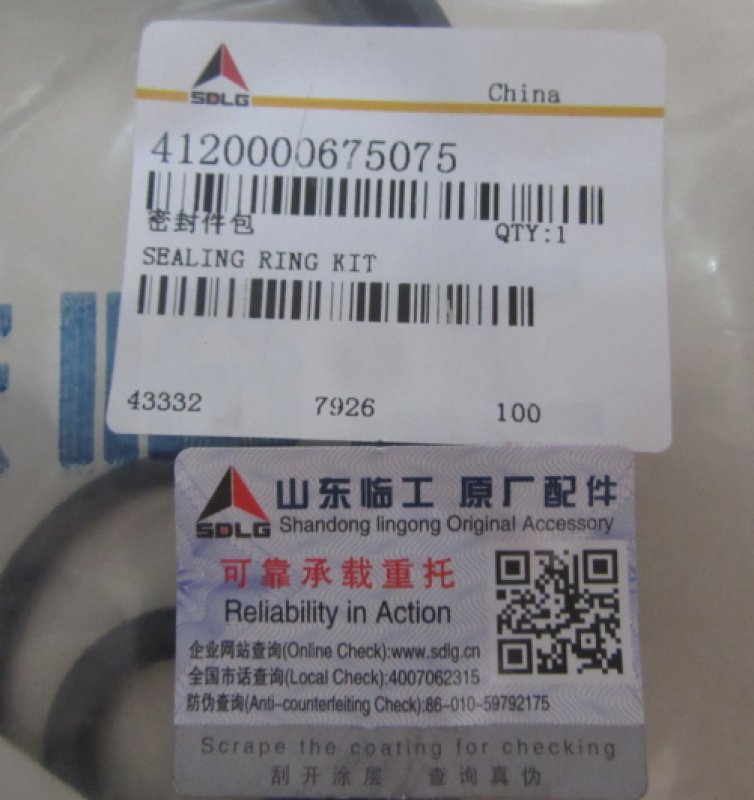 SDLG
China
4120000675075
密封件包
QTY:1
SEALING RING KIT
43332 7926 100
SDLG
山东临工 原厂配件
Shandong lingong Original Accessory
可靠承载重托
Reliability in Action
企业网站查询(Online Check):www.sdlg.cn
全国市话查询(Local Check):4007062315
防伪查询(Anti-counterfeiting Check):86-010-59792175
Scrape the coating for checking
刮开涂层 查询真伪